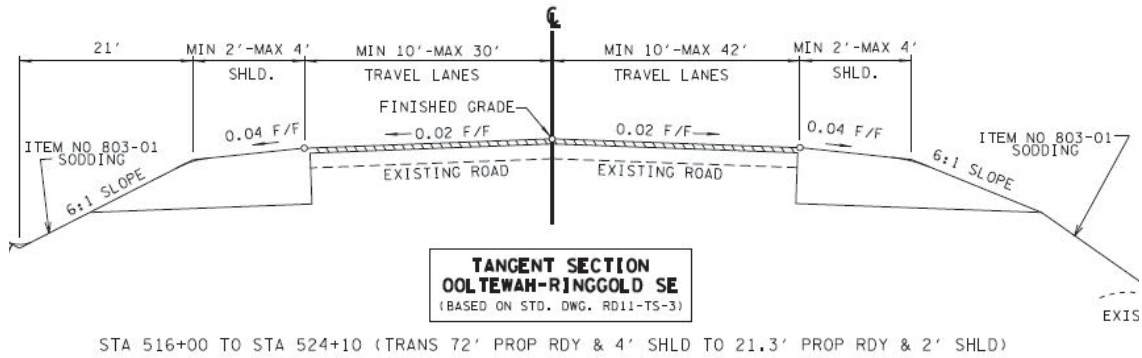 ℄
21' MIN 2'-MAX 4' MIN 10'-MAX 30' MIN 10'-MAX 42' MIN 2'-MAX 4'
SHLD. TRAVEL LANES TRAVEL LANES SHLD.
FINISHED GRADE
0.04 F/F 0.02 F/F 0.02 F/F 0.04 F/F
ITEM NO 803-01
SODDING
ITEM NO 803-01
SODDING
6:1 SLOPE
EXISTING ROAD EXISTING ROAD
6:1 SLOPE
TANGENT SECTION
OOLTEWAH-RINGGOLD SE
(BASED ON STD. DWG. RD11-TS-3)
EXIS
STA 516+00 TO STA 524+10 (TRANS 72' PROP RDY & 4' SHLD TO 21.3' PROP RDY & 2' SHLD)